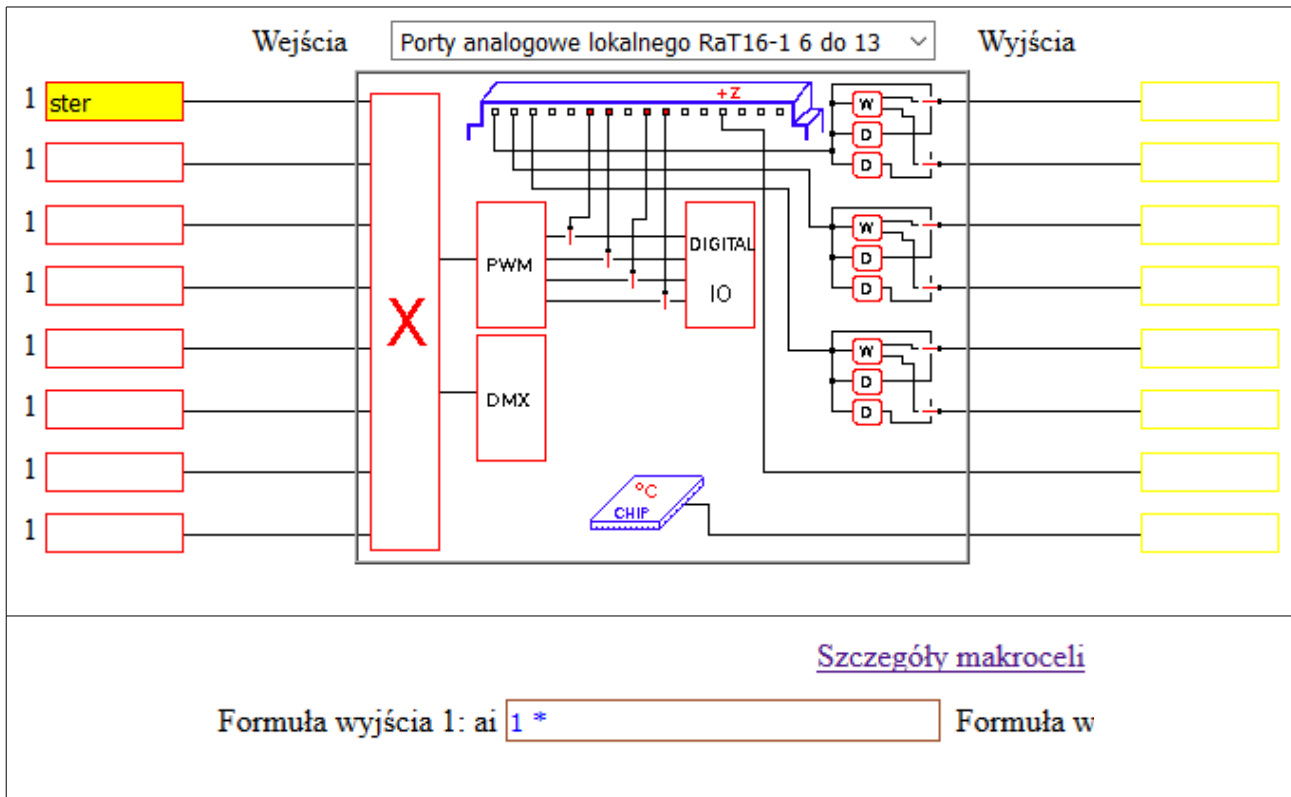 Wejścia Porty analogowe lokalnego RaT16-1 6 do 13 Wyjścia
1 ster
+Z
W
D
1
D
1
W
PWM
DIGITAL
D
1
IO
D
X
1
W
D
1
DMX
D
1
°C
CHIP
1
Szczegóły makroceli
Formuła wyjścia 1: ai 1 * Formuła w